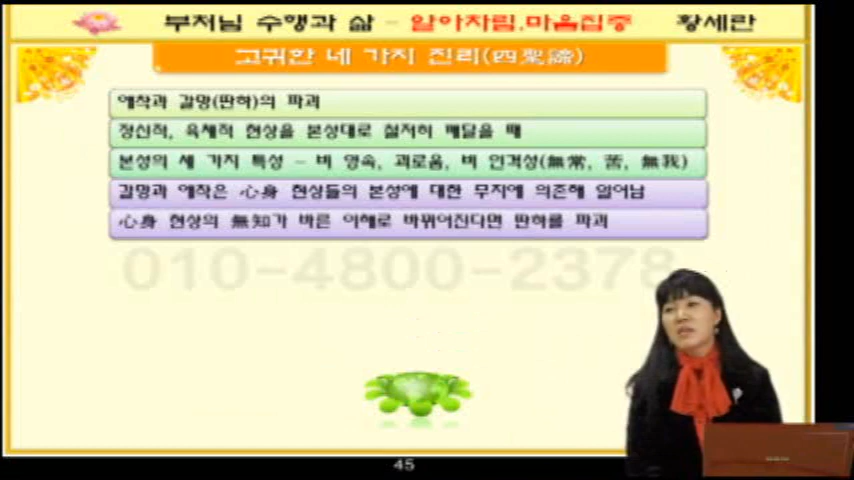 부처님 수행과 삶 - 알아차림.마음집중 황세란
고귀한 네 가지 진리(四聖諦)
애착과 갈망(딴하)의 파괴
정신적, 육체적 현상을 본성대로 철저히 깨달을 때
본성의 세 가지 특성 - 비 영속, 괴로움, 비 인격성(無常, 苦, 無我)
갈망과 애착은 心身 현상들의 본성에 대한 무지에 의존해 일어남
心身 현상의 無知가 바른 이해로 바뀌어진다면 딴하를 파괴
010-4800-2378
45